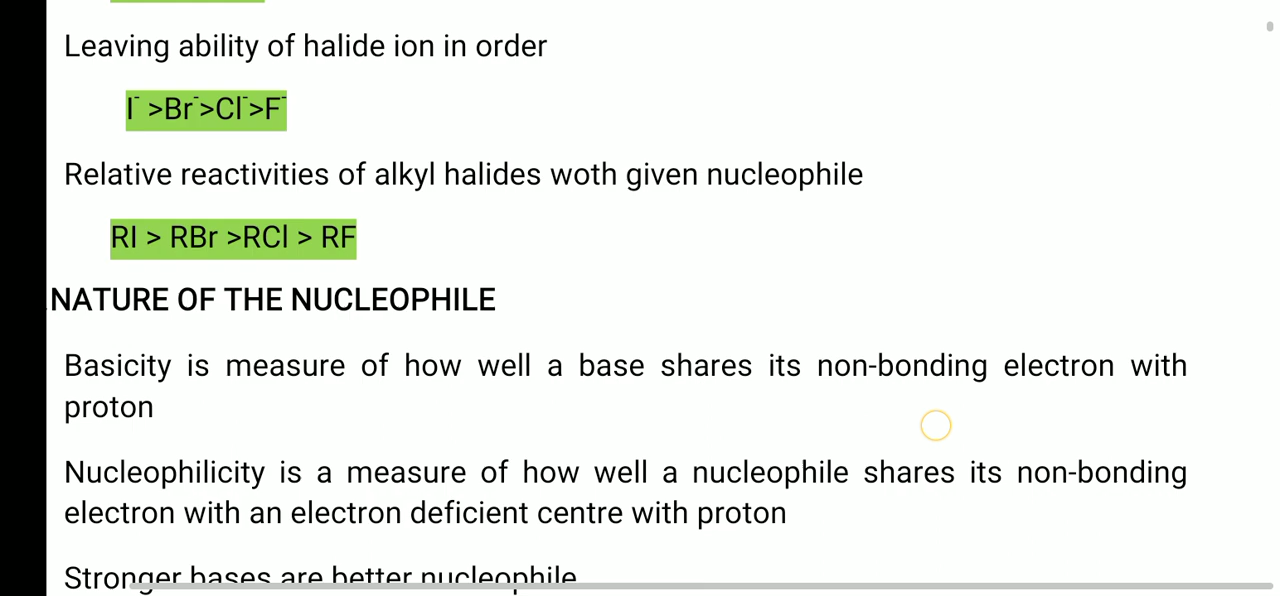 Leaving ability of halide ion in order
I⁻ >Br⁻>Cl⁻>F⁻
Relative reactivities of alkyl halides woth given nucleophile
RI > RBr >RCl > RF
NATURE OF THE NUCLEOPHILE
Basicity is measure of how well a base shares its non-bonding electron with
proton
Nucleophilicity is a measure of how well a nucleophile shares its non-bonding
electron with an electron deficient centre with proton
Stronger bases are better nucleophile